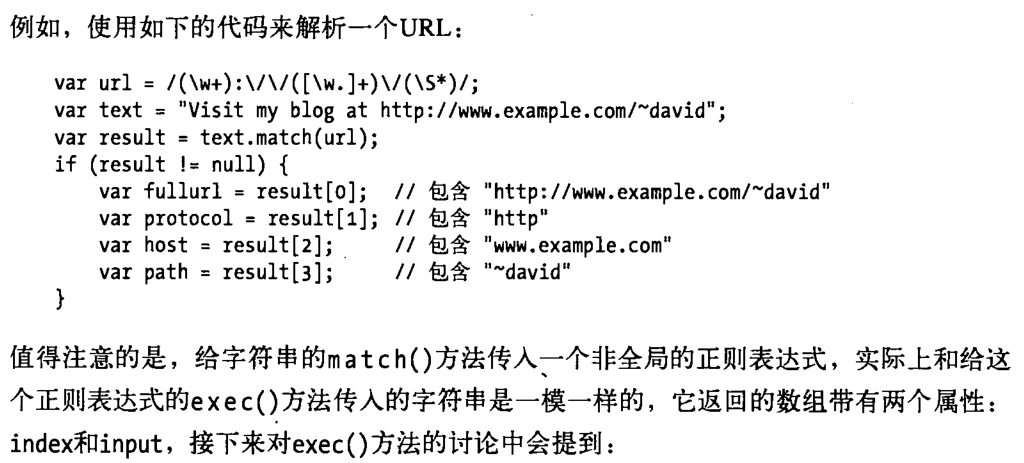 例如，使用如下的代码来解析一个URL：
var url = /(\w+):\/\/([\w.]+)\/(\S*)/;
var text = "Visit my blog at http://www.example.com/~david";
var result = text.match(url);
if (result != null) {
    var fullurl = result[0];  // 包含 "http://www.example.com/~david"
    var protocol = result[1]; // 包含 "http"
    var host = result[2];     // 包含 "www.example.com"
    var path = result[3];     // 包含 "~david"
}
值得注意的是，给字符串的match()方法传入一个非全局的正则表达式，实际上和给这
个正则表达式的exec()方法传入的字符串是一模一样的，它返回的数组带有两个属性：
index和input，接下来对exec()方法的讨论中会提到：